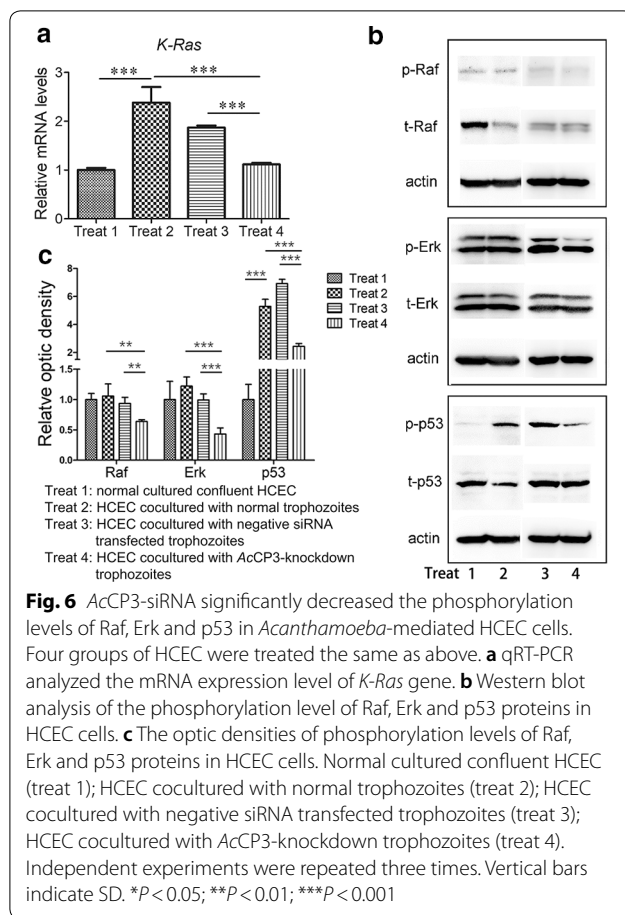 a
K-Ras
***
***
***
Relative mRNA levels
3
2
1
0
Treat 1 Treat 2 Treat 3 Treat 4
c
Relative optic density
8.0
6.0
4.0
2.0
1.0
0.5
0.0
**
**
***
***
***
***
***
Raf Erk p53
Treat 1
Treat 2
Treat 3
Treat 4
Treat 1: normal cultured confluent HCEC
Treat 2: HCEC cocultured with normal trophozoites
Treat 3: HCEC cocultured with negative siRNA
transfected trophozoites
Treat 4: HCEC cocultured with AcCP3-knockdown
trophozoites
b
p-Raf
t-Raf
actin
p-Erk
t-Erk
actin
p-p53
t-p53
actin
Treat 1 2 3 4
Fig. 6 AcCP3-siRNA significantly decreased the phosphorylation
levels of Raf, Erk and p53 in Acanthamoeba-mediated HCEC cells.
Four groups of HCEC were treated the same as above. a qRT-PCR
analyzed the mRNA expression level of K-Ras gene. b Western blot
analysis of the phosphorylation level of Raf, Erk and p53 proteins in
HCEC cells. c The optic densities of phosphorylation levels of Raf,
Erk and p53 proteins in HCEC cells. Normal cultured confluent HCEC
(treat 1); HCEC cocultured with normal trophozoites (treat 2); HCEC
cocultured with negative siRNA transfected trophozoites (treat 3);
HCEC cocultured with AcCP3-knockdown trophozoites (treat 4).
Independent experiments were repeated three times. Vertical bars
indicate SD. *P < 0.05; **P < 0.01; ***P < 0.001